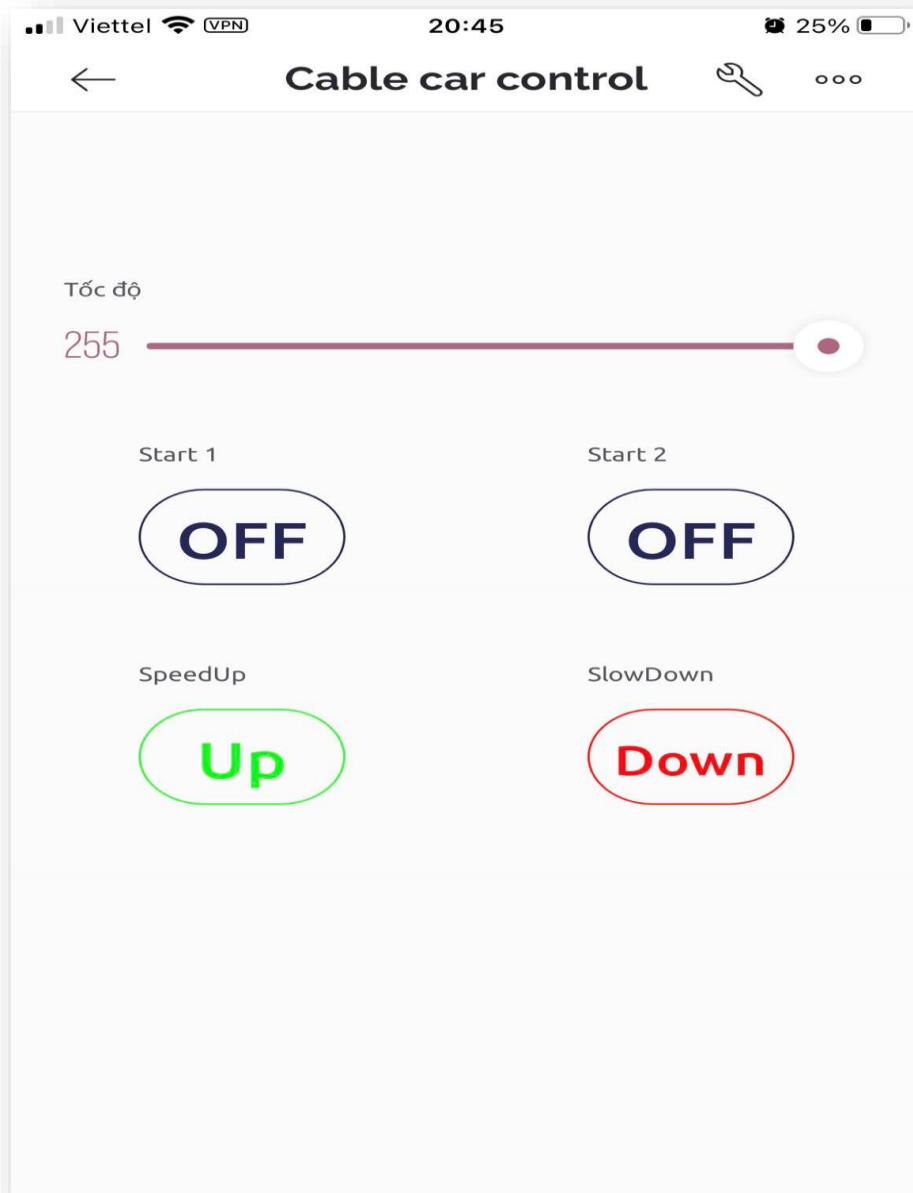 Viettel VPN 20:45 25%
Cable car control
Tốc độ
255
Start 1 Start 2
OFF OFF
SpeedUp SlowDown
Up Down